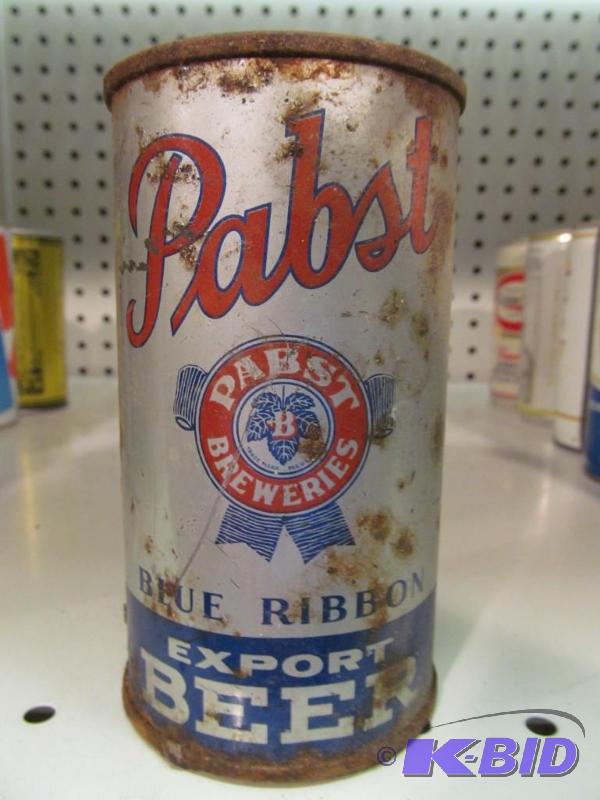 Pabst
PABST
B
BREWERIES
BLUE RIBBON
EXPORT
BEER
© K-BID